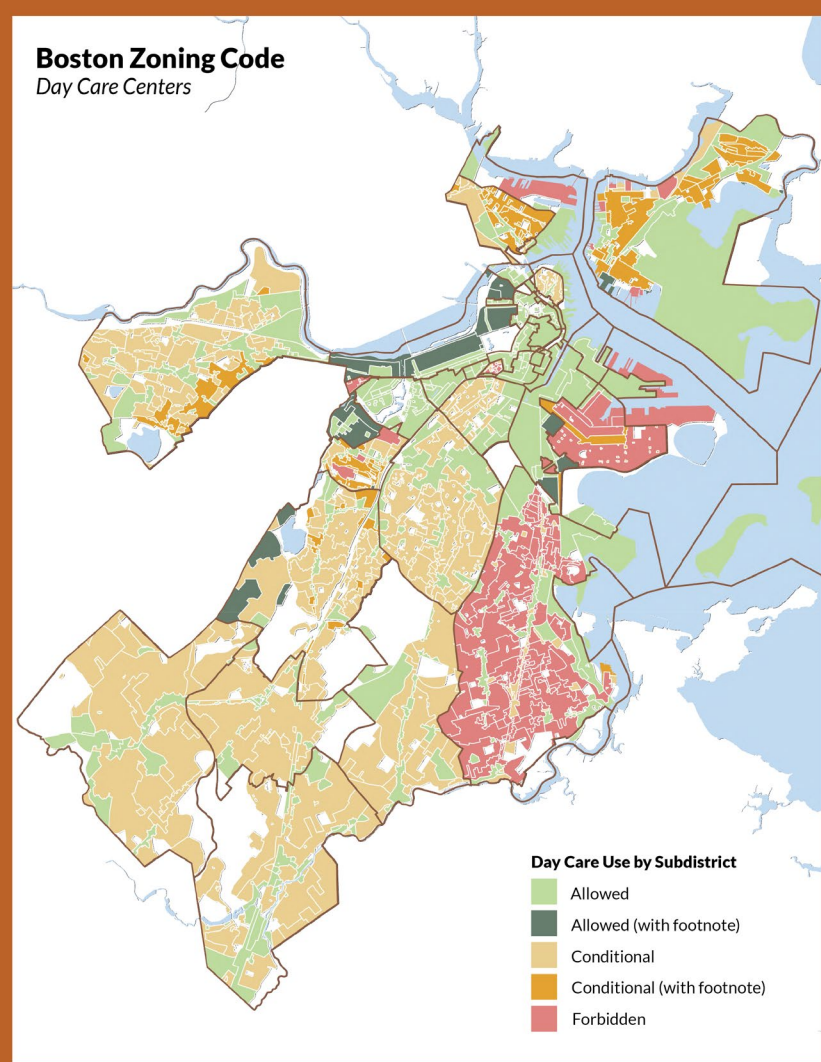 Boston Zoning Code
Day Care Centers
Day Care Use by Subdistrict
Allowed
Allowed (with footnote)
Conditional
Conditional (with footnote)
Forbidden